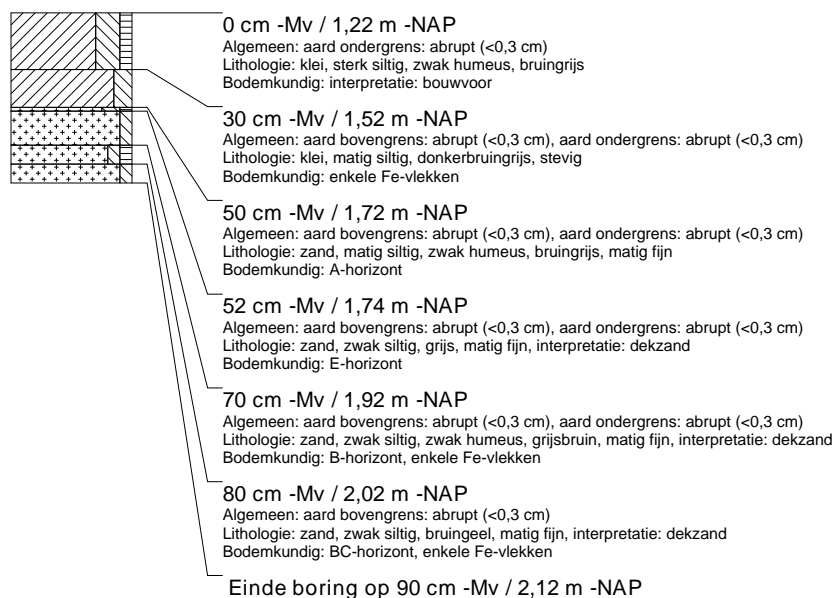 0 cm -Mv / 1,22 m -NAP
Algemeen: aard ondergrens: abrupt (<0,3 cm)
Lithologie: klei, sterk siltig, zwak humeus, bruingrijs
Bodemkundig: interpretatie: bouwvoor
30 cm -Mv / 1,52 m -NAP
Algemeen: aard bovengrens: abrupt (<0,3 cm), aard ondergrens: abrupt (<0,3 cm)
Lithologie: klei, matig siltig, donkerbruingrijs, stevig
Bodemkundig: enkele Fe-vlekken
50 cm -Mv / 1,72 m -NAP
Algemeen: aard bovengrens: abrupt (<0,3 cm), aard ondergrens: abrupt (<0,3 cm)
Lithologie: zand, matig siltig, zwak humeus, bruingrijs, matig fijn
Bodemkundig: A-horizont
52 cm -Mv / 1,74 m -NAP
Algemeen: aard bovengrens: abrupt (<0,3 cm), aard ondergrens: abrupt (<0,3 cm)
Lithologie: zand, zwak siltig, grijs, matig fijn, interpretatie: dekzand
Bodemkundig: E-horizont
70 cm -Mv / 1,92 m -NAP
Algemeen: aard bovengrens: abrupt (<0,3 cm), aard ondergrens: abrupt (<0,3 cm)
Lithologie: zand, zwak siltig, zwak humeus, grijsbruin, matig fijn, interpretatie: dekzand
Bodemkundig: B-horizont, enkele Fe-vlekken
80 cm -Mv / 2,02 m -NAP
Algemeen: aard bovengrens: abrupt (<0,3 cm)
Lithologie: zand, zwak siltig, bruingeel, matig fijn, interpretatie: dekzand
Bodemkundig: BC-horizont, enkele Fe-vlekken
Einde boring op 90 cm -Mv / 2,12 m -NAP